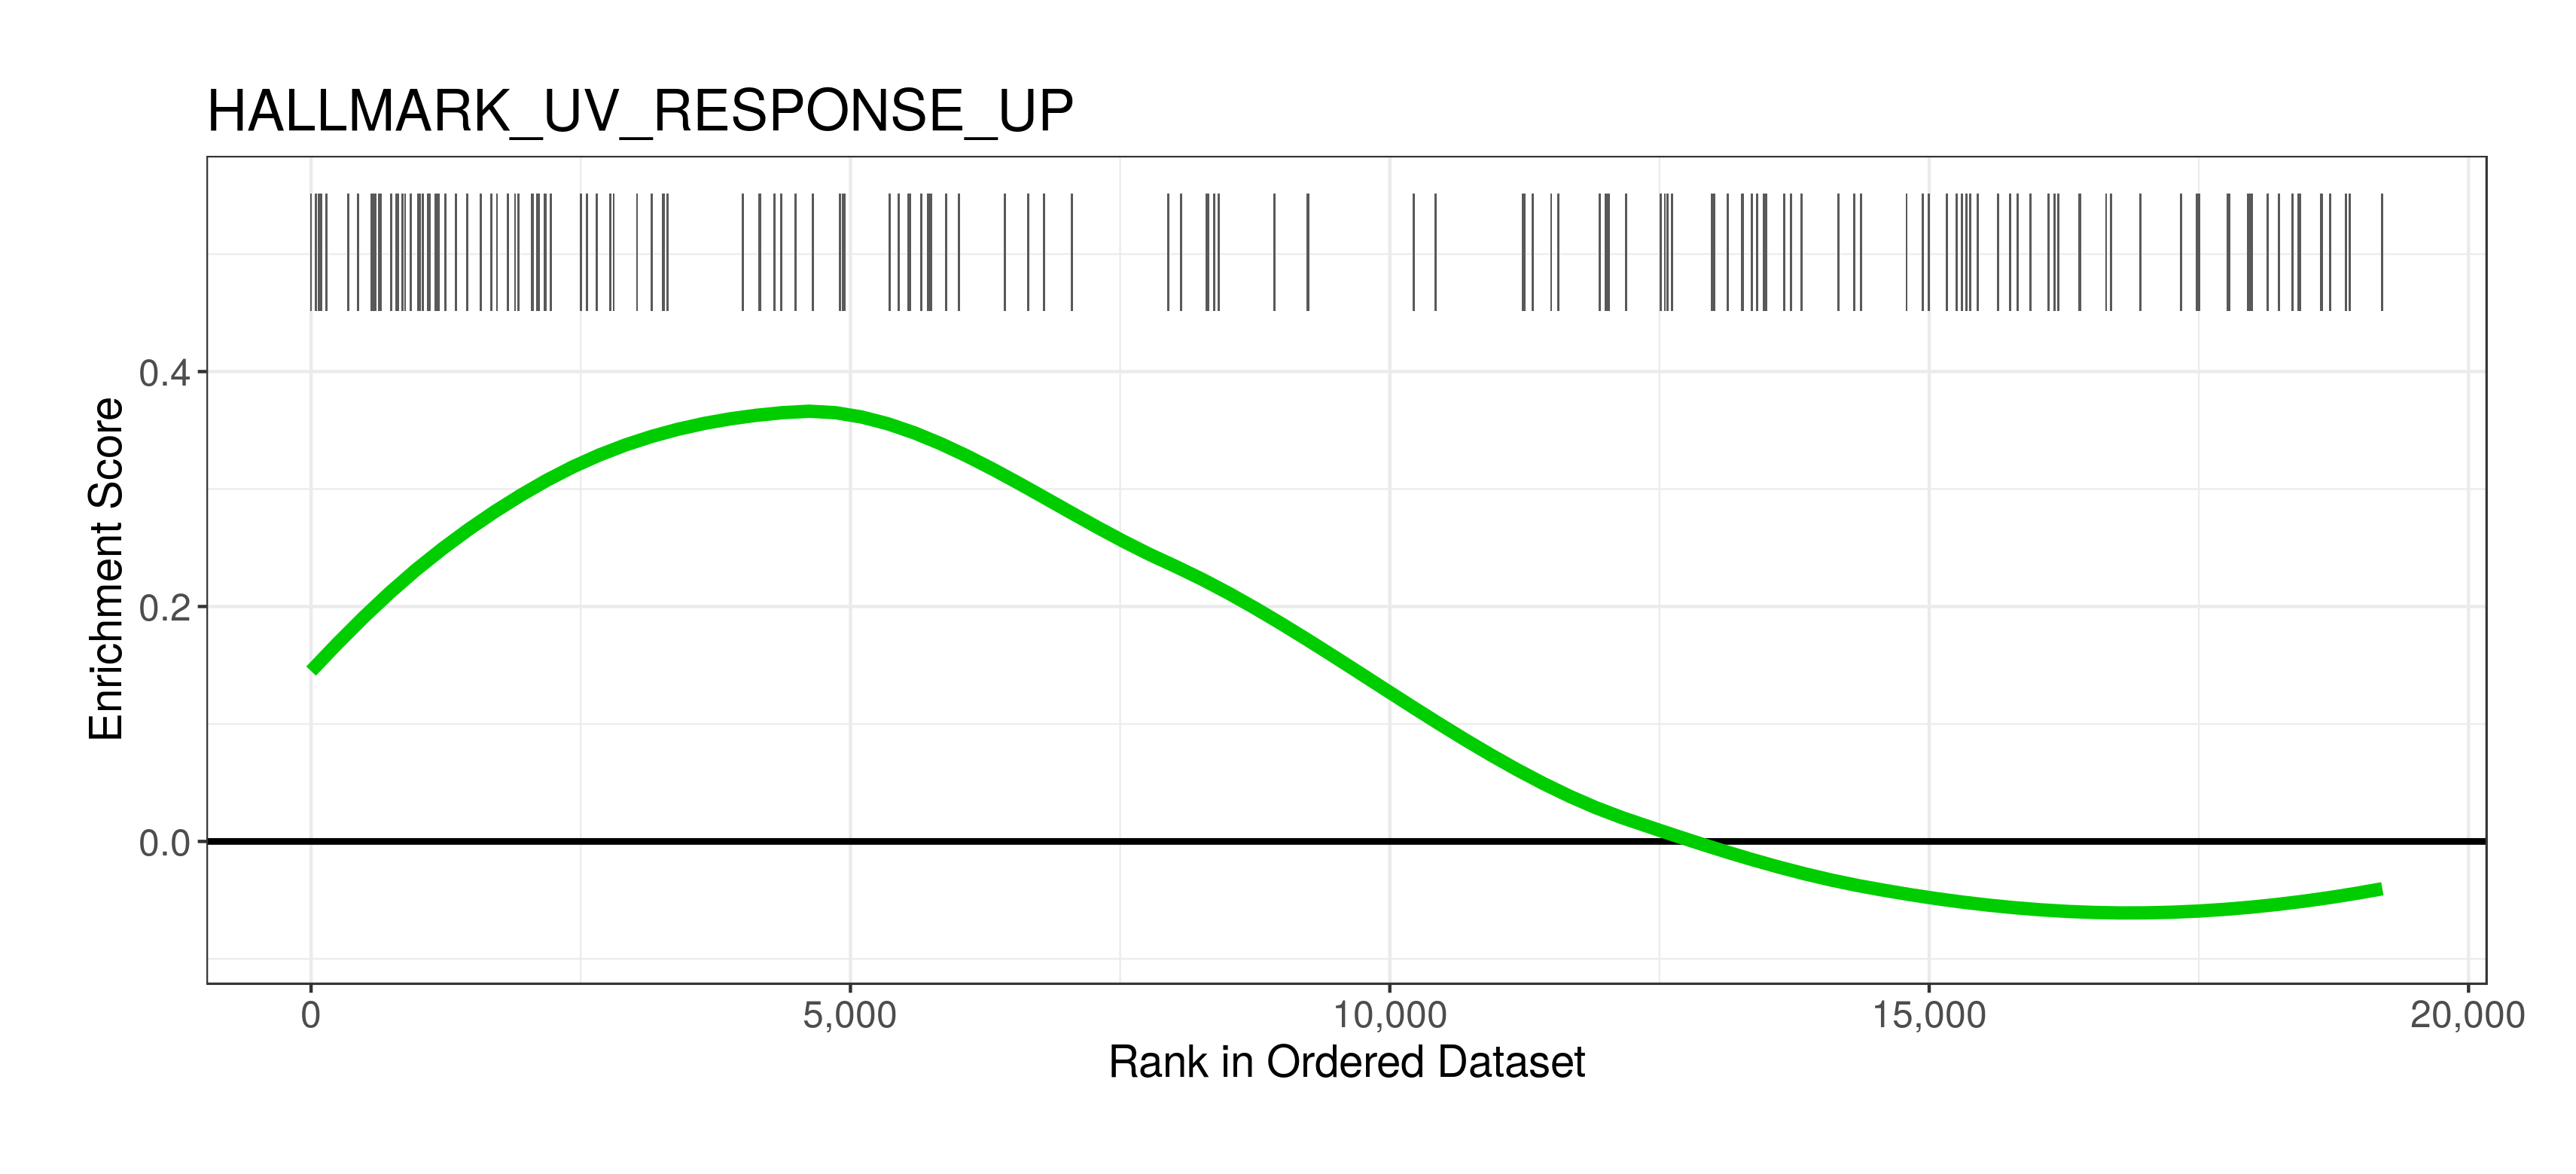 HALLMARK_UV_RESPONSE_UP
Enrichment Score
0.4
0.2
0.0
0 5,000 10,000 15,000 20,000
Rank in Ordered Dataset